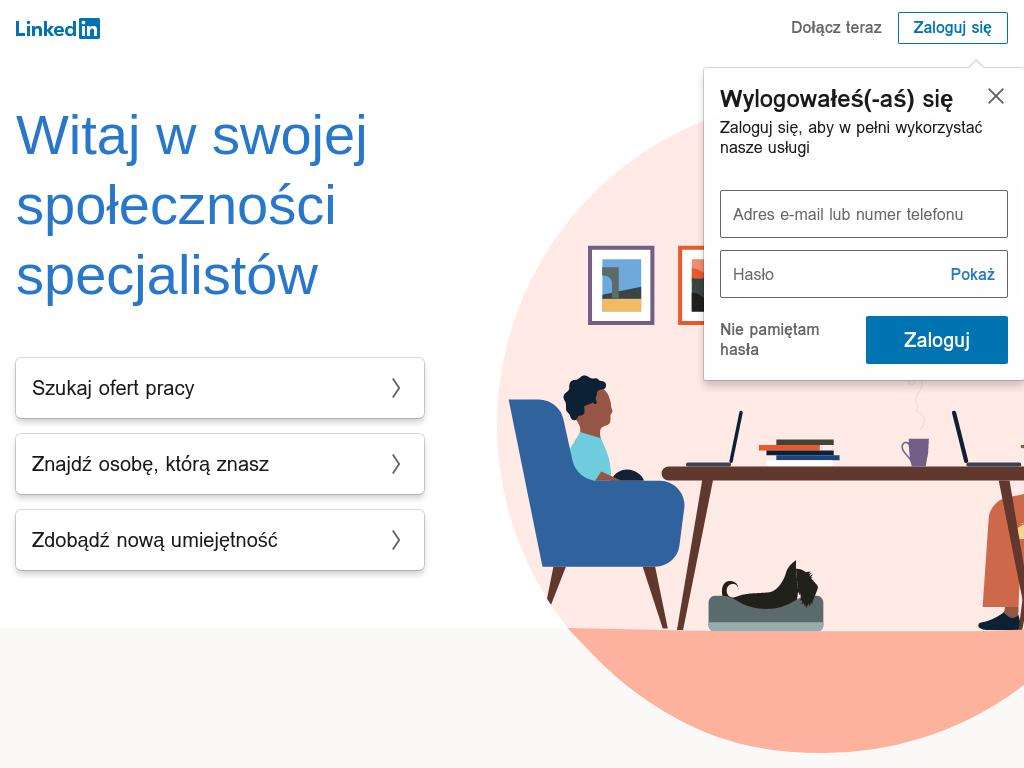 LinkedIn
Dołącz teraz
Zaloguj się
Witaj w swojej
społeczności
specjalistów
Szukaj ofert pracy
Znajdź osobę, którą znasz
Zdobądź nową umiejętność
Wylogowałeś(-aś) się
Zaloguj się, aby w pełni wykorzystać
nasze usługi
Adres e-mail lub numer telefonu
Hasło
Pokaż
Nie pamiętam
hasła
Zaloguj